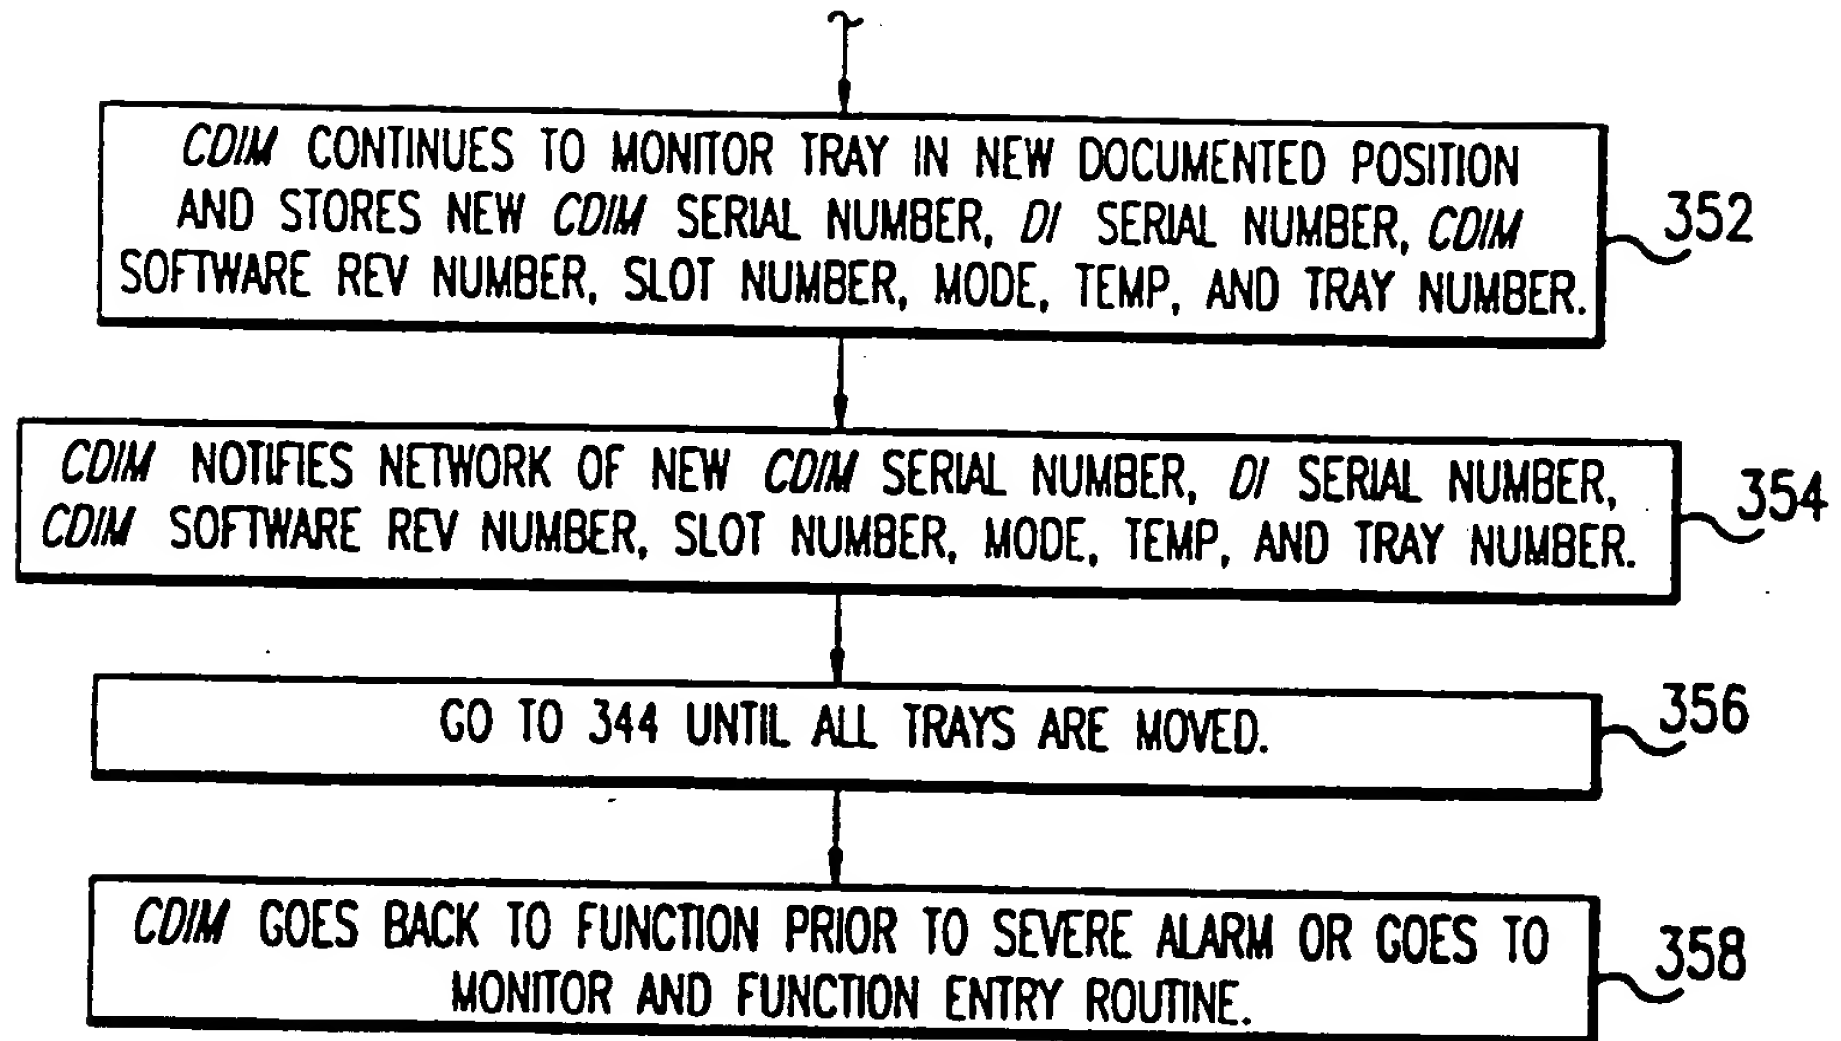 CDIM CONTINUES TO MONITOR TRAY IN NEW DOCUMENTED POSITION
AND STORES NEW CDIM SERIAL NUMBER, DI SERIAL NUMBER, CDIM
SOFTWARE REV NUMBER, SLOT NUMBER, MODE, TEMP, AND TRAY NUMBER.
352
CDIM NOTIFIES NETWORK OF NEW CDIM SERIAL NUMBER, DI SERIAL NUMBER,
CDIM SOFTWARE REV NUMBER, SLOT NUMBER, MODE, TEMP, AND TRAY NUMBER.
354
GO TO 344 UNTIL ALL TRAYS ARE MOVED.
356
CDIM GOES BACK TO FUNCTION PRIOR TO SEVERE ALARM OR GOES TO
MONITOR AND FUNCTION ENTRY ROUTINE.
358